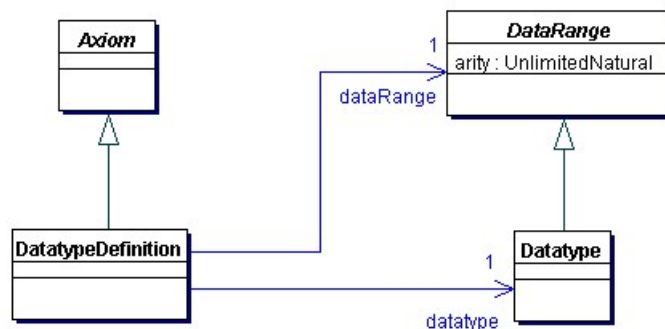 Axiom
DataRange
arity : UnlimitedNatural
1
dataRange
DatatypeDefinition
Datatype
1
datatype